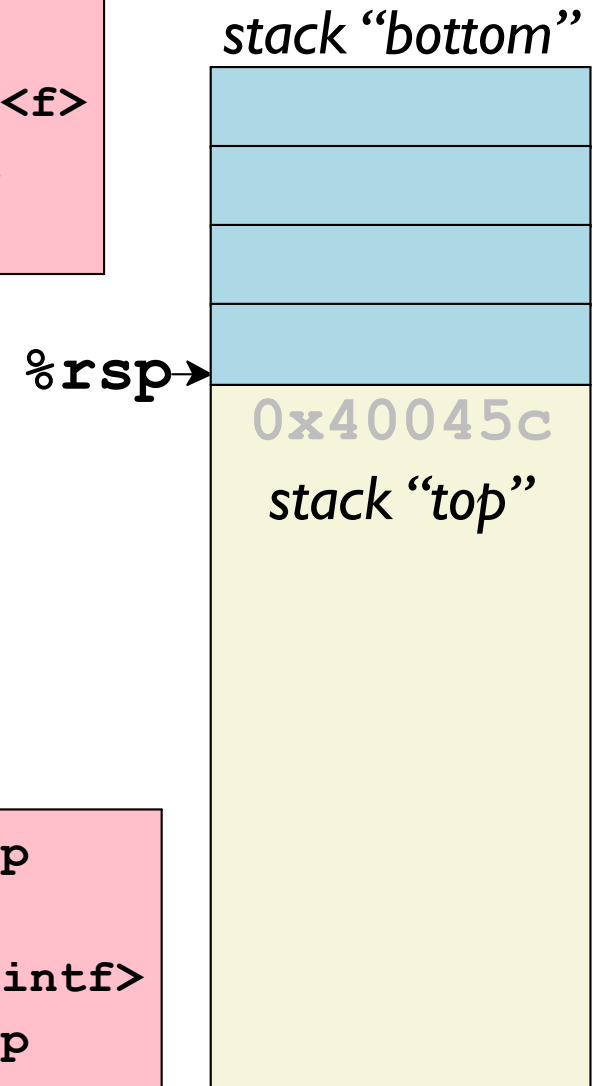 stack “bottom”
<f>
%rsp
0x40045c
stack “top”
p
intf>
p